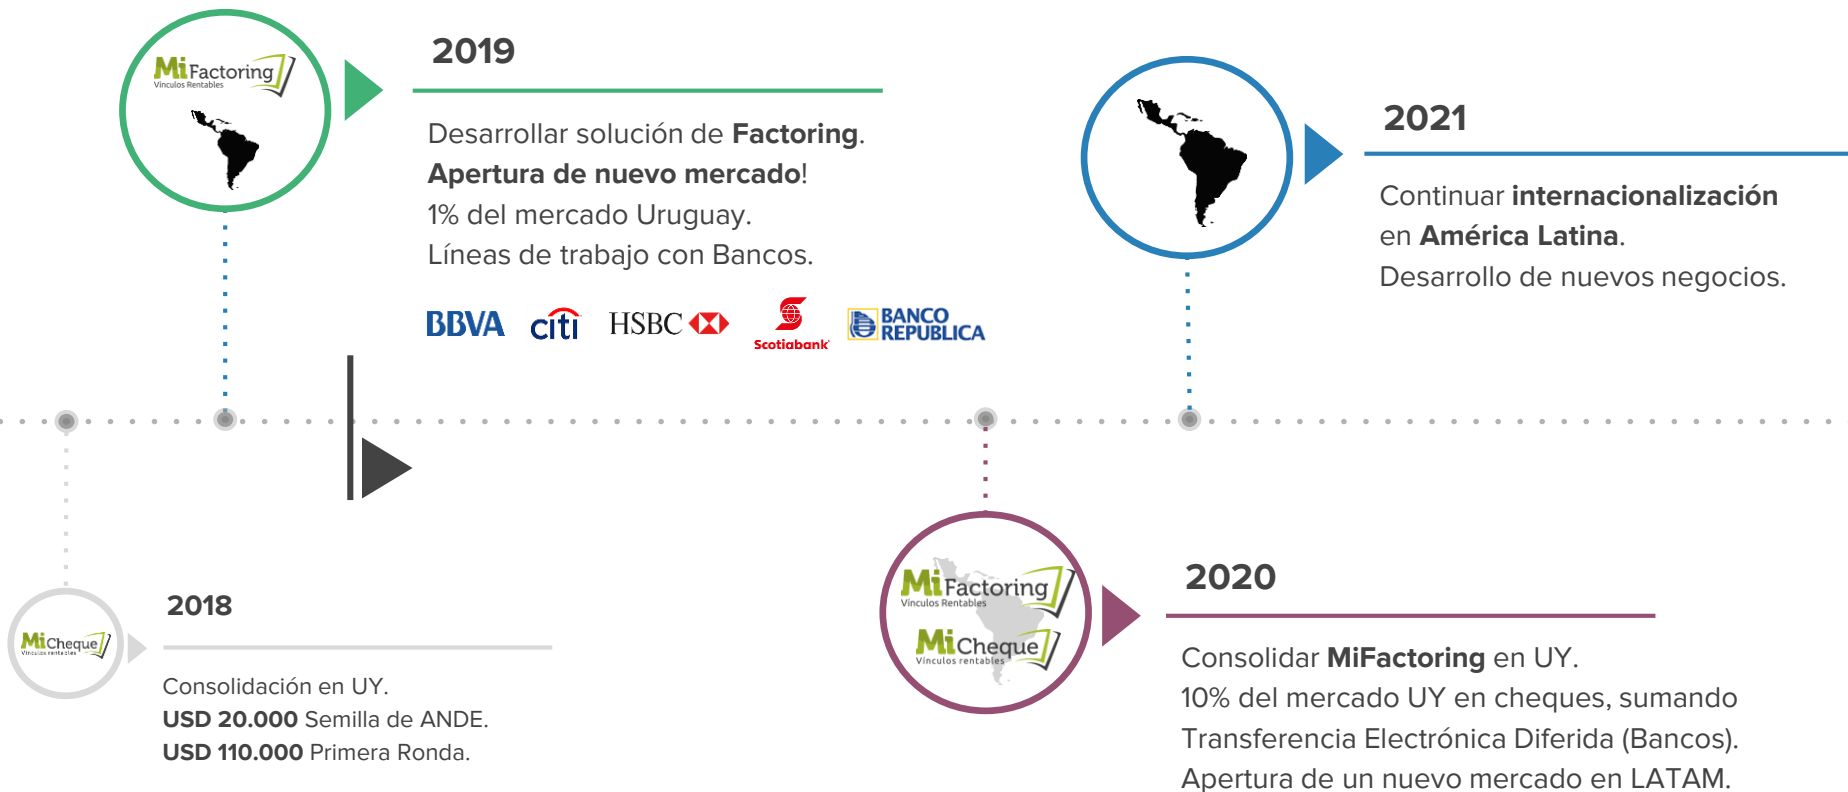 MiFactoring
Vínculos Rentables
2019
Desarrollar solución de Factoring.
Apertura de nuevo mercado!
1% del mercado Uruguay.
Líneas de trabajo con Bancos.
BBVA
citi
HSBC
Scotiabank
BANCO
REPUBLICA
2021
Continuar internacionalización
en América Latina.
Desarrollo de nuevos negocios.
MiCheque
Vínculos rentables
2018
Consolidación en UY.
USD 20.000 Semilla de ANDE.
USD 110.000 Primera Ronda.
MiFactoring
Vínculos Rentables
MiCheque
Vínculos rentables
2020
Consolidar MiFactoring en UY.
10% del mercado UY en cheques, sumando
Transferencia Electrónica Diferida (Bancos).
Apertura de un nuevo mercado en LATAM.